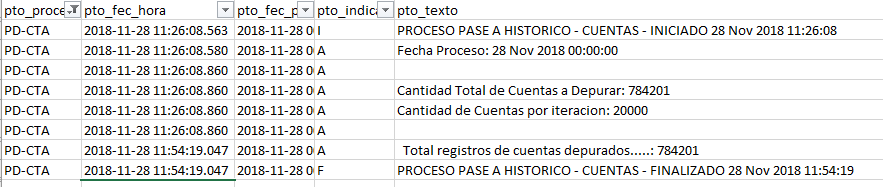 pto_proce pto_fec_hora pto_fec_p pto_indica pto_texto
PD-CTA 2018-11-28 11:26:08.563 2018-11-28 0 I PROCESO PASE A HISTORICO - CUENTAS - INICIADO 28 Nov 2018 11:26:08
PD-CTA 2018-11-28 11:26:08.580 2018-11-28 0 A Fecha Proceso: 28 Nov 2018 00:00:00
PD-CTA 2018-11-28 11:26:08.860 2018-11-28 0 A
PD-CTA 2018-11-28 11:26:08.860 2018-11-28 0 A Cantidad Total de Cuentas a Depurar: 784201
PD-CTA 2018-11-28 11:26:08.860 2018-11-28 0 A Cantidad de Cuentas por iteracion: 20000
PD-CTA 2018-11-28 11:26:08.860 2018-11-28 0 A
PD-CTA 2018-11-28 11:54:19.047 2018-11-28 0 A Total registros de cuentas depurados.....: 784201
PD-CTA 2018-11-28 11:54:19.047 2018-11-28 0 F PROCESO PASE A HISTORICO - CUENTAS - FINALIZADO 28 Nov 2018 11:54:19